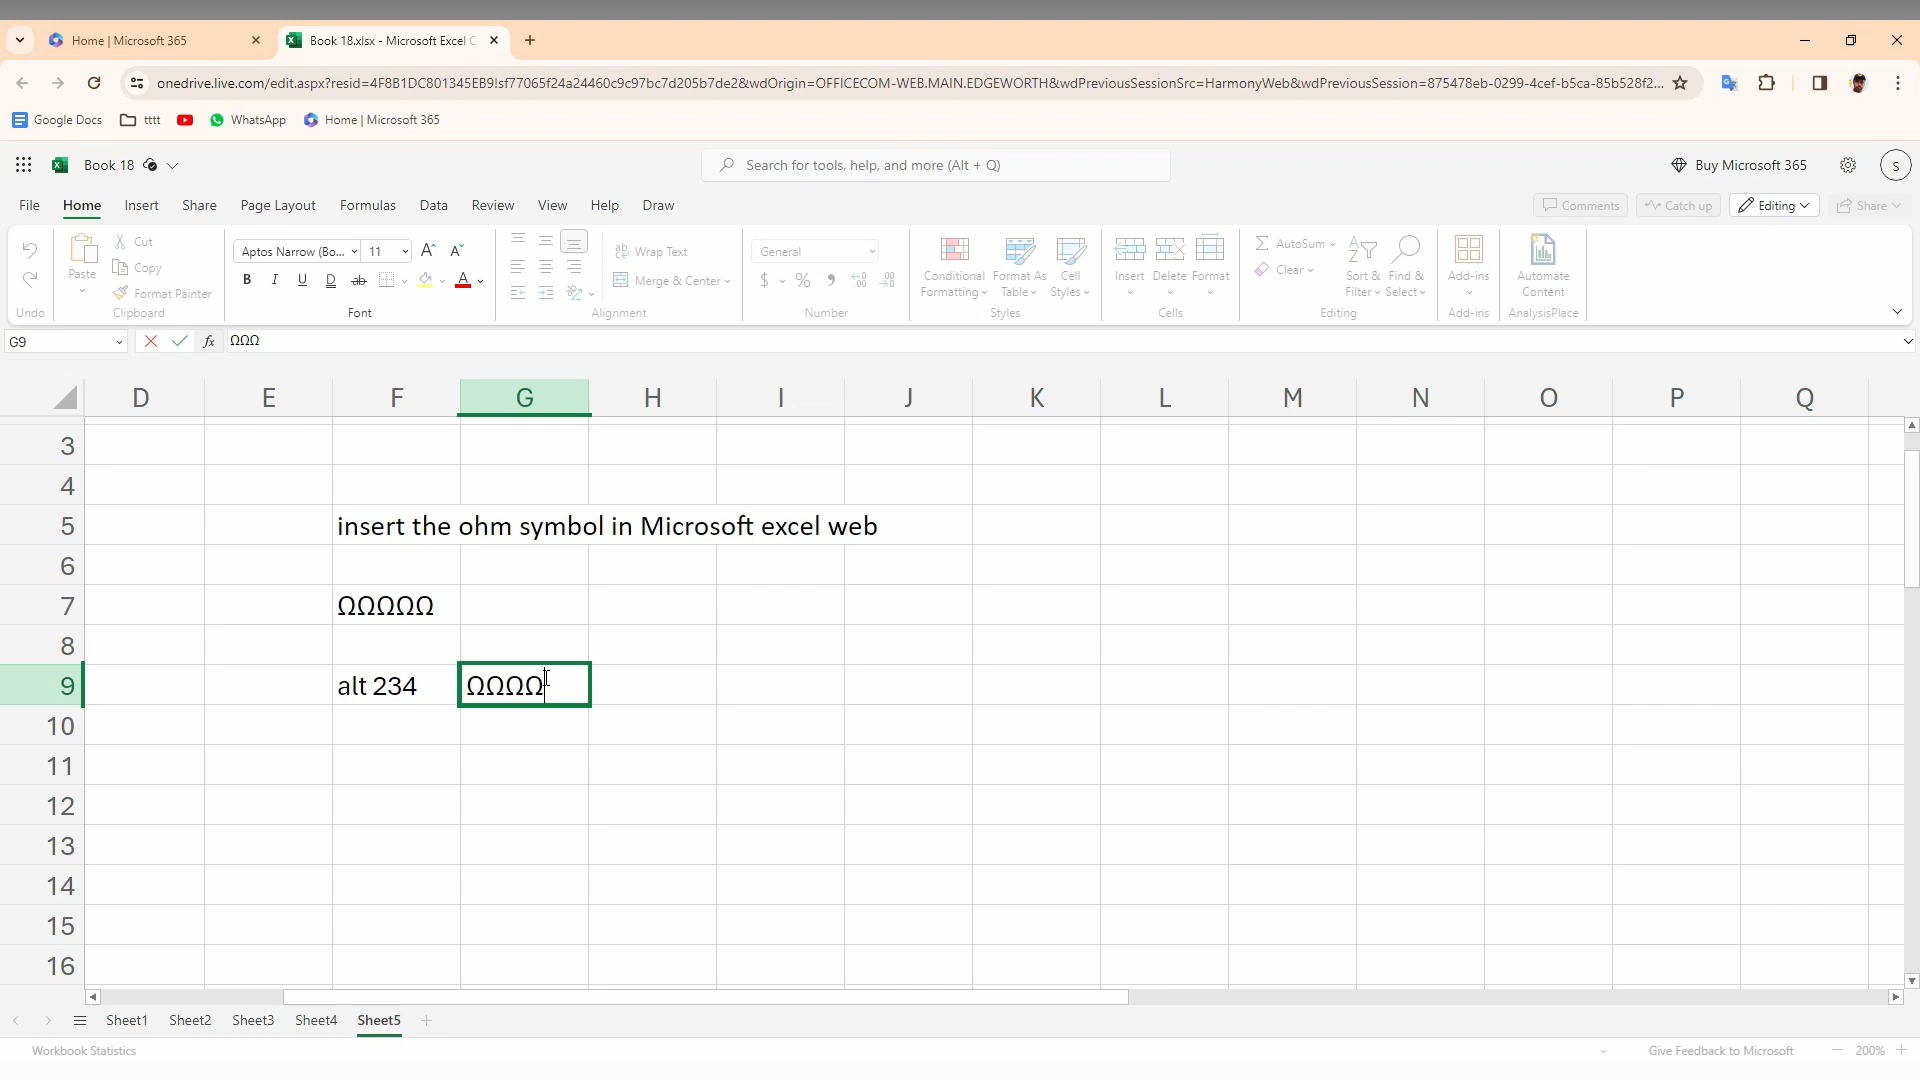 Home | Microsoft 365
Book 18.xlsx - Microsoft Excel C
onedrive.live.com/edit.aspx?resid=4F8B1DC801345EB9!sf77065f24a24460c9c97bc7d205b7de2&wdOrigin=OFFICECOM-WEB.MAIN.EDGEWORTH&wdPreviousSessionSrc=HarmonyWeb&wdPreviousSession=875478eb-0299-4cef-b5ca-85b528f2...
Google Docs tttt WhatsApp Home | Microsoft 365
Book 18
Search for tools, help, and more (Alt + Q)
Buy Microsoft 365
S
File Home Insert Share Page Layout Formulas Data Review View Help Draw
Comments Catch up Editing Share
Paste Cut
Copy
Format Painter
Aptos Narrow (Bo... 11 A A
B I U D ab A
Wrap Text
Merge & Center
General
$ % 9 .00 .00
Conditional Formatting
Format As Table
Cell Styles
Insert Delete Format
AutoSum
Clear
Sort & Filter
Find & Select
Add-ins
Automate Content
Undo Clipboard Font Alignment Number Styles Cells Editing Add-ins AnalysisPlace
G9 fx ΩΩΩ
D E F G H I J K L M N O P Q
3
4
5 insert the ohm symbol in Microsoft excel web
6
7 ΩΩΩΩΩ
8
9 alt 234 ΩΩΩΩ
10
11
12
13
14
15
16
Sheet1 Sheet2 Sheet3 Sheet4 Sheet5
Workbook Statistics
Give Feedback to Microsoft
200%